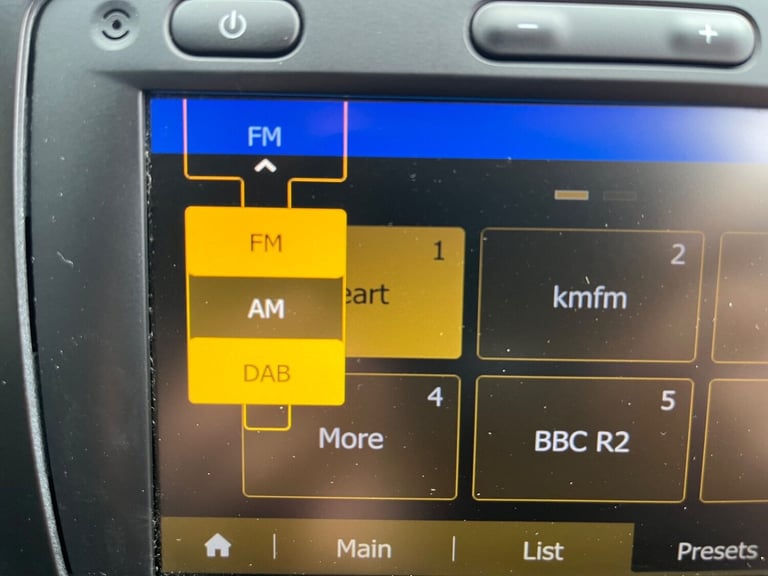 FM
FM
AM
DAB
eart
1
kmfm
2
More
4
BBC R2
5
Main
List
Presets